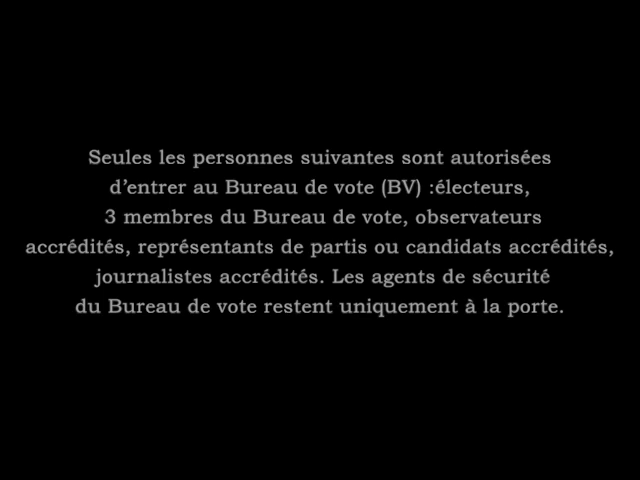 Seules les personnes suivantes sont autorisées
d’entrer au Bureau de vote (BV) :électeurs,
3 membres du Bureau de vote, observateurs
accrédités, représentants de partis ou candidats accrédités,
journalistes accrédités. Les agents de sécurité
du Bureau de vote restent uniquement à la porte.